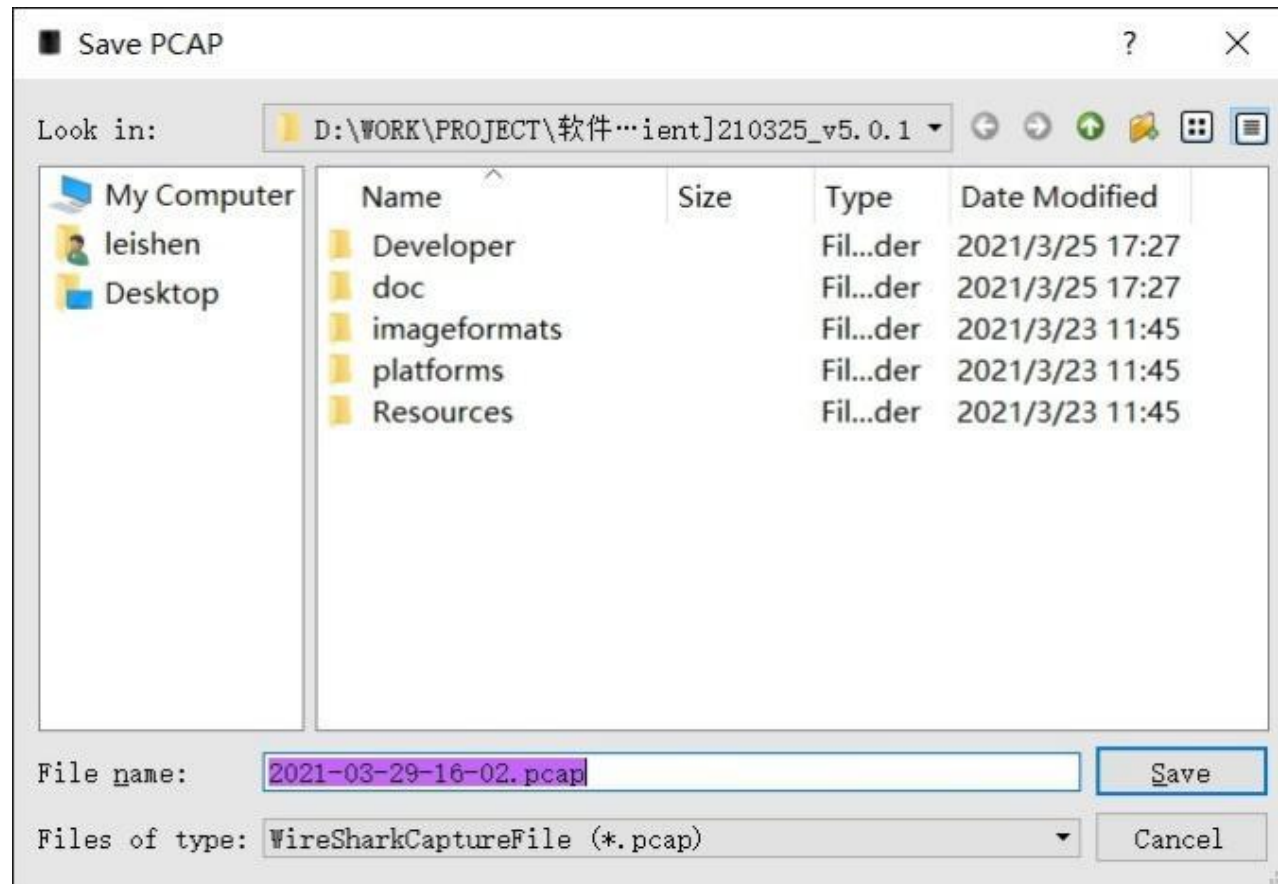 Save PCAP
?
Look in:
D:\WORK\PROJECT\软件…ient]210325_v5.0.1
My Computer
leishen
Desktop
Name Size Type Date Modified
Developer Fil...der 2021/3/25 17:27
doc Fil...der 2021/3/25 17:27
imageformats Fil...der 2021/3/23 11:45
platforms Fil...der 2021/3/23 11:45
Resources Fil...der 2021/3/23 11:45
File name: 2021-03-29-16-02.pcap Save
Files of type: WireSharkCaptureFile (*.pcap) Cancel